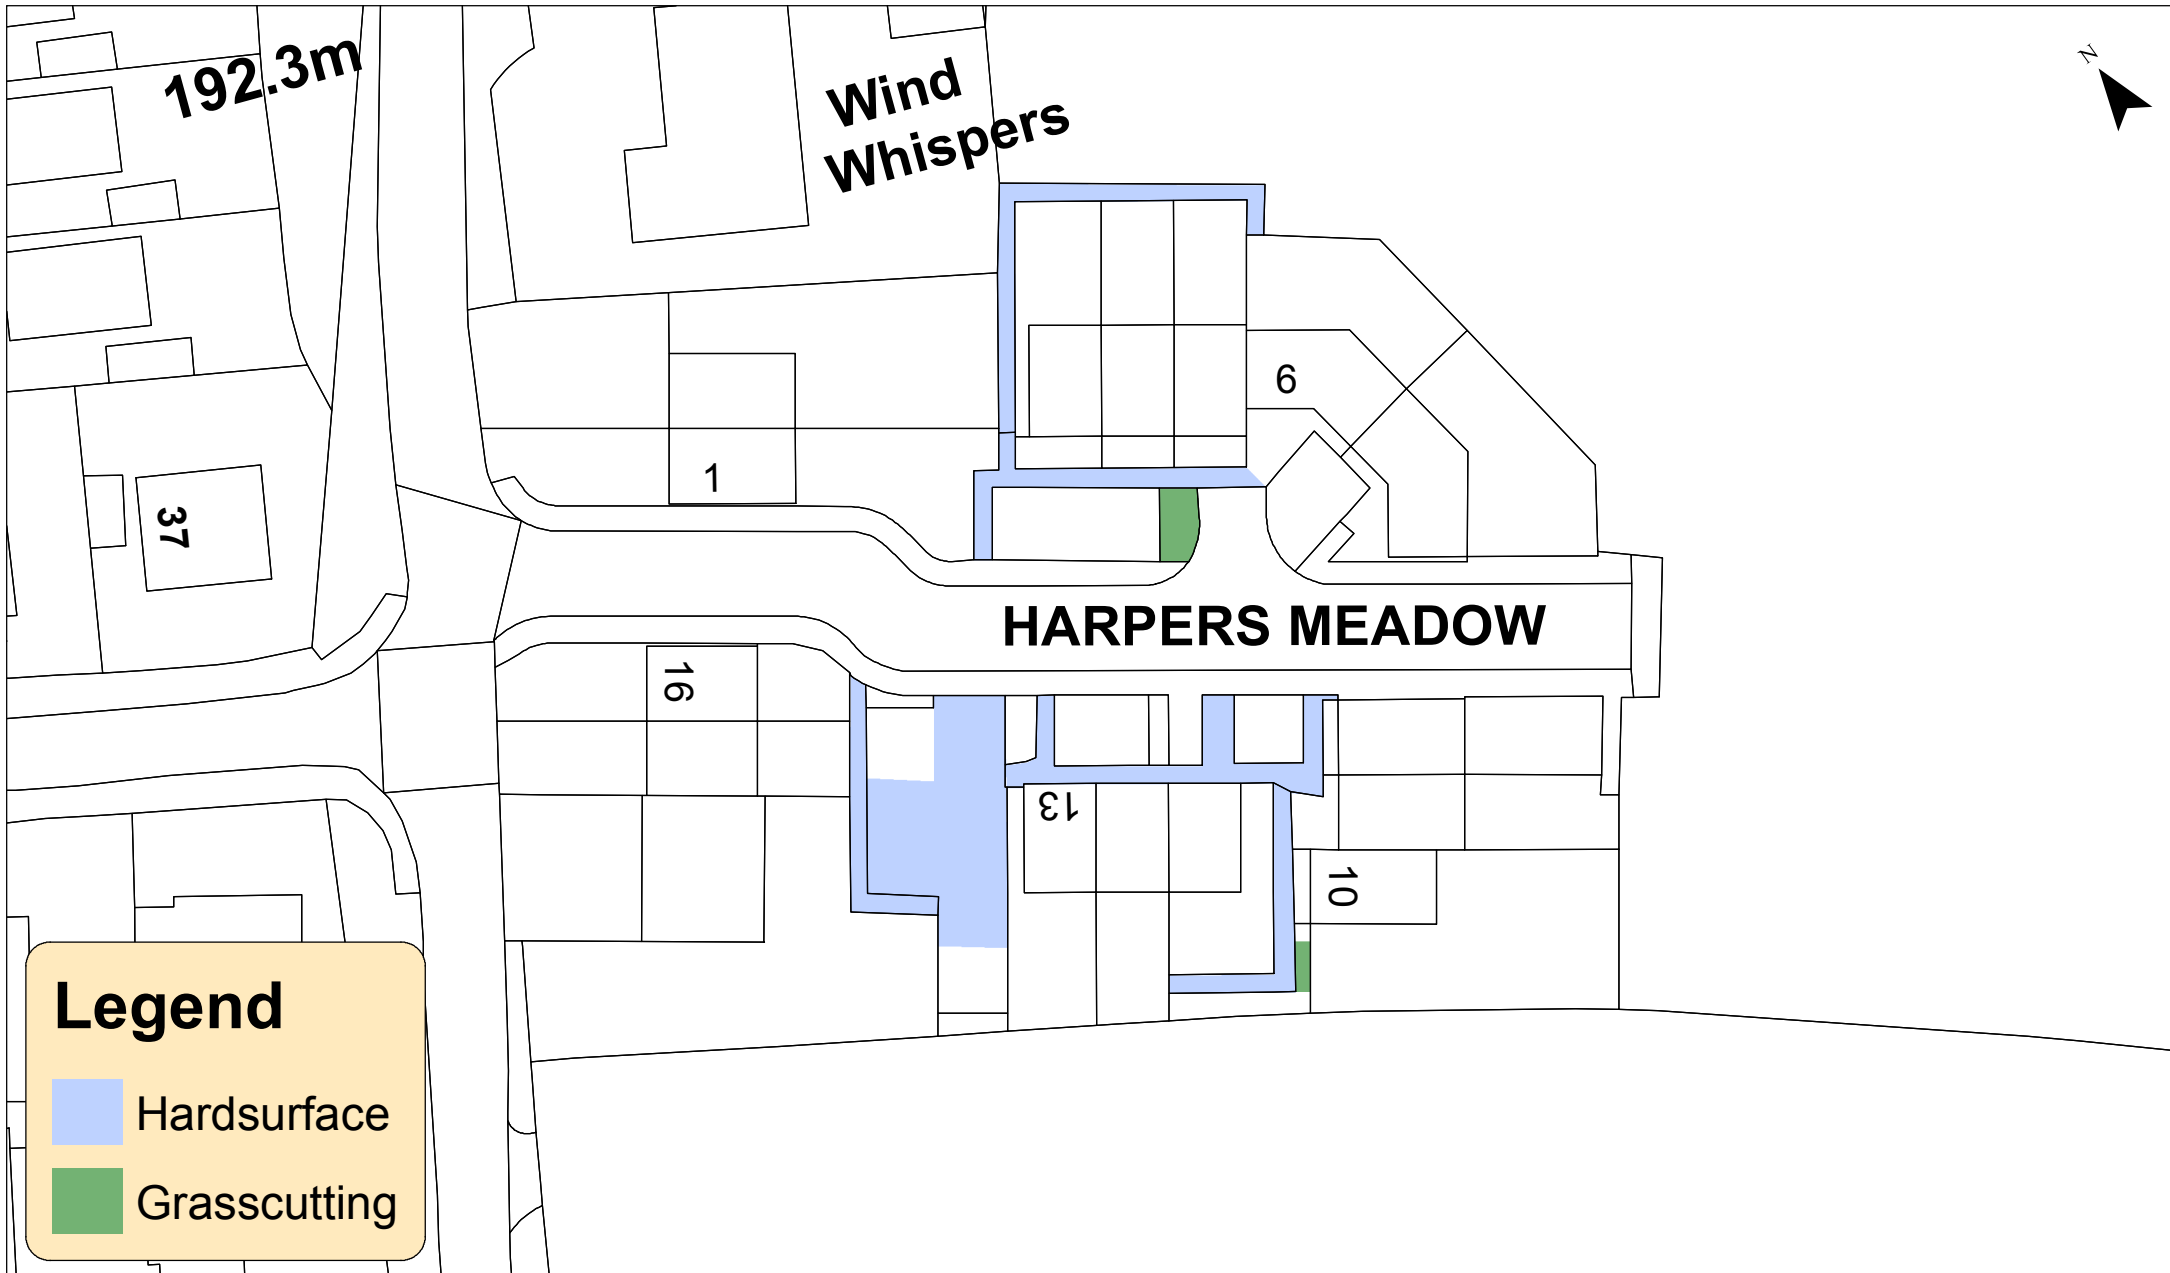 192.3m
Wind
Whispers
N
6
1
37
HARPERS MEADOW
16
13
10
Legend
Hardsurface
Grasscutting